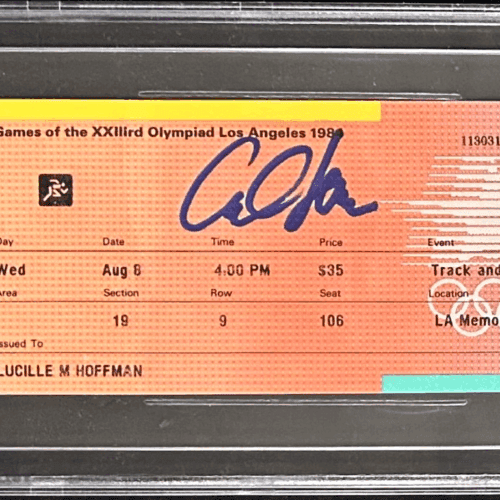 Games of the XXIIIrd Olympiad Los Angeles 1984
113031
Day Date Time Price Event
Wed Aug 8 4:00 PM $35 Track and
Area Section Row Seat Location
19 9 106 LA Memo
Issued To
LUCILLE M HOFFMAN